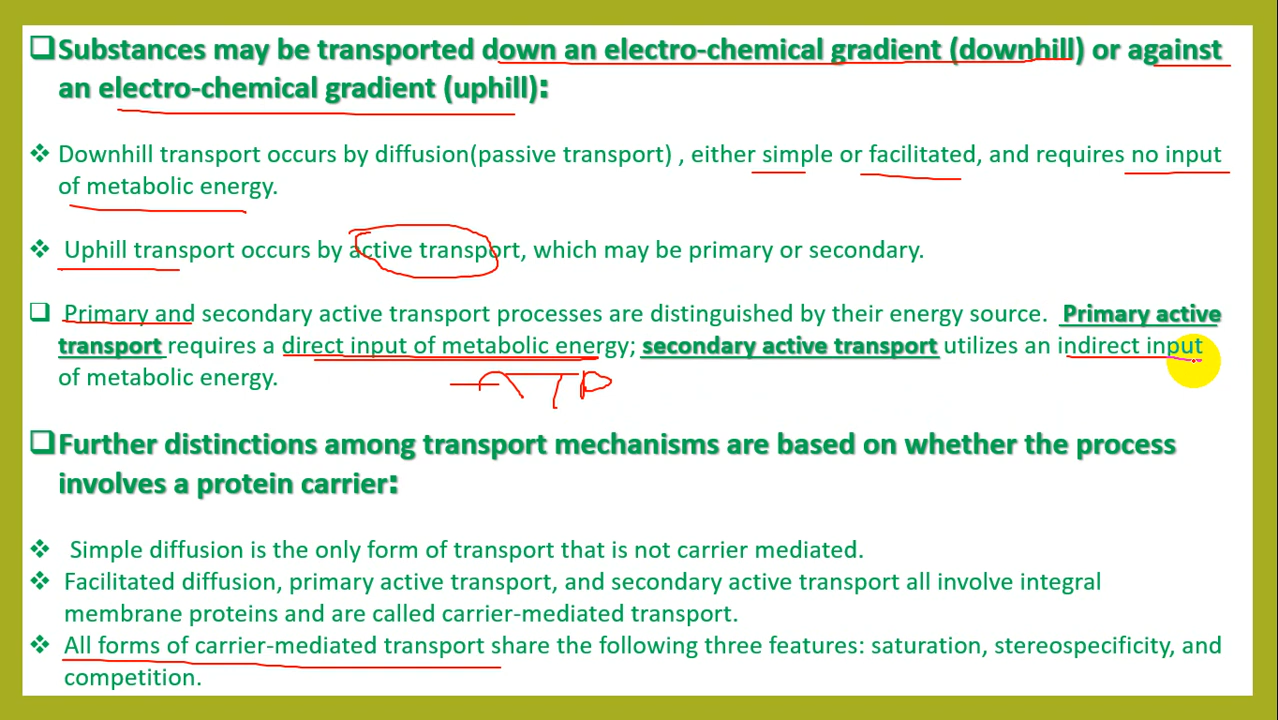 Substances may be transported down an electro-chemical gradient (downhill) or against
an electro-chemical gradient (uphill):
Downhill transport occurs by diffusion(passive transport) , either simple or facilitated, and requires no input
of metabolic energy.
Uphill transport occurs by active transport, which may be primary or secondary.
Primary and secondary active transport processes are distinguished by their energy source. Primary active
transport requires a direct input of metabolic energy; secondary active transport utilizes an indirect input
of metabolic energy.
ATP
Further distinctions among transport mechanisms are based on whether the process
involves a protein carrier:
Simple diffusion is the only form of transport that is not carrier mediated.
Facilitated diffusion, primary active transport, and secondary active transport all involve integral
membrane proteins and are called carrier-mediated transport.
All forms of carrier-mediated transport share the following three features: saturation, stereospecificity, and
competition.